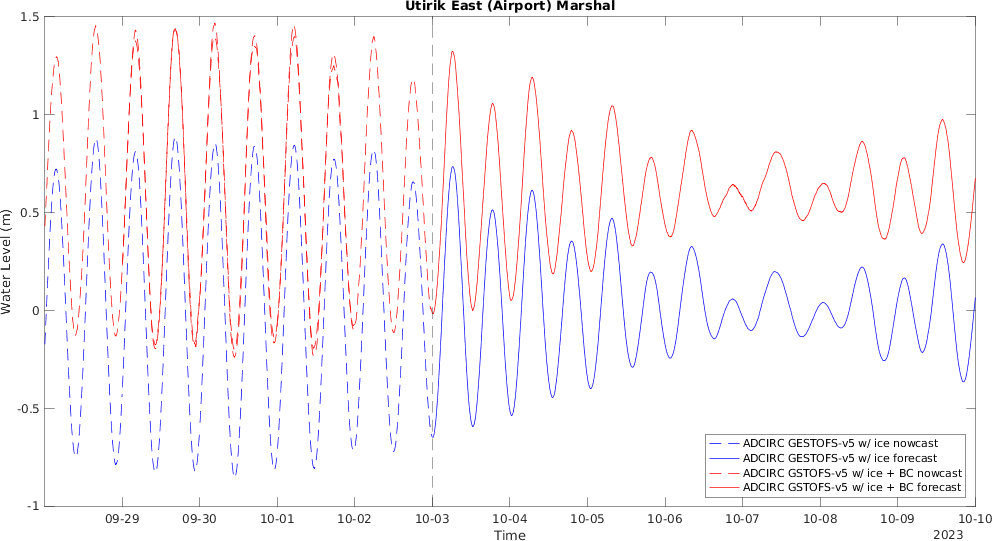 Utirik East (Airport) Marshal
Water Level (m)
1.5
1
0.5
0
-0.5
-1
09-29
09-30
10-01
10-02
10-03
10-04
10-05
10-06
10-07
10-08
10-09
10-10
Time
2023
ADCIRC GESTOFS-v5 w/ ice nowcast
ADCIRC GESTOFS-v5 w/ ice forecast
ADCIRC GSTOFS-v5 w/ ice + BC nowcast
ADCIRC GSTOFS-v5 w/ ice + BC forecast